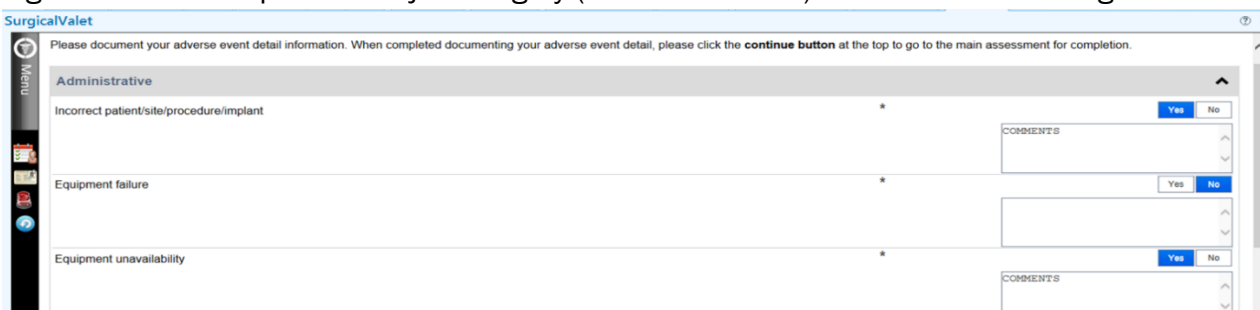 SurgicalValet
Please document your adverse event detail information. When completed documenting your adverse event detail, please click the continue button at the top to go to the main assessment for completion.
Menu
Administrative
Incorrect patient/site/procedure/implant * Yes No
COMMENTS
Equipment failure * Yes No
Equipment unavailability * Yes No
COMMENTS